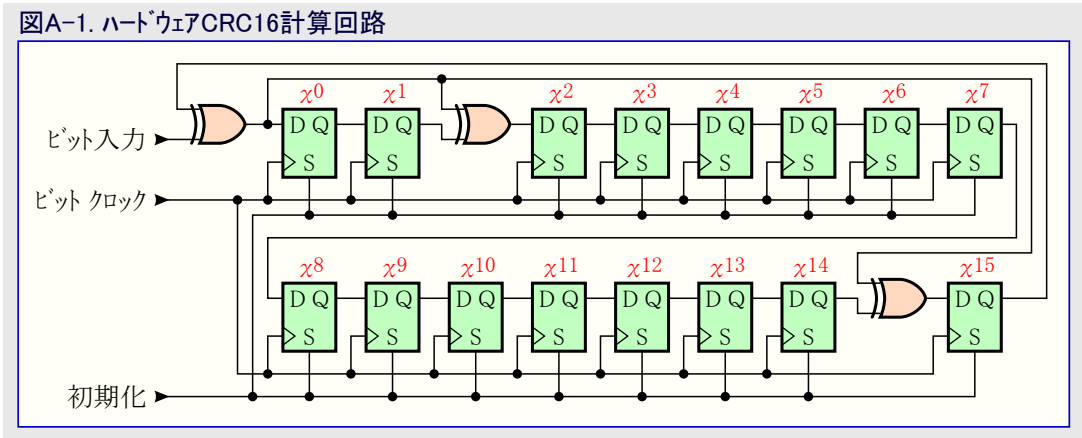 図A-1. ハードウェアCRC16計算回路
χ0 χ1 χ2 χ3 χ4 χ5 χ6 χ7
ビット入力
D Q D Q D Q D Q D Q D Q D Q D Q
S S S S S S S S
ビット クロック
χ8 χ9 χ10 χ11 χ12 χ13 χ14 χ15
D Q D Q D Q D Q D Q D Q D Q D Q
S S S S S S S S
初期化